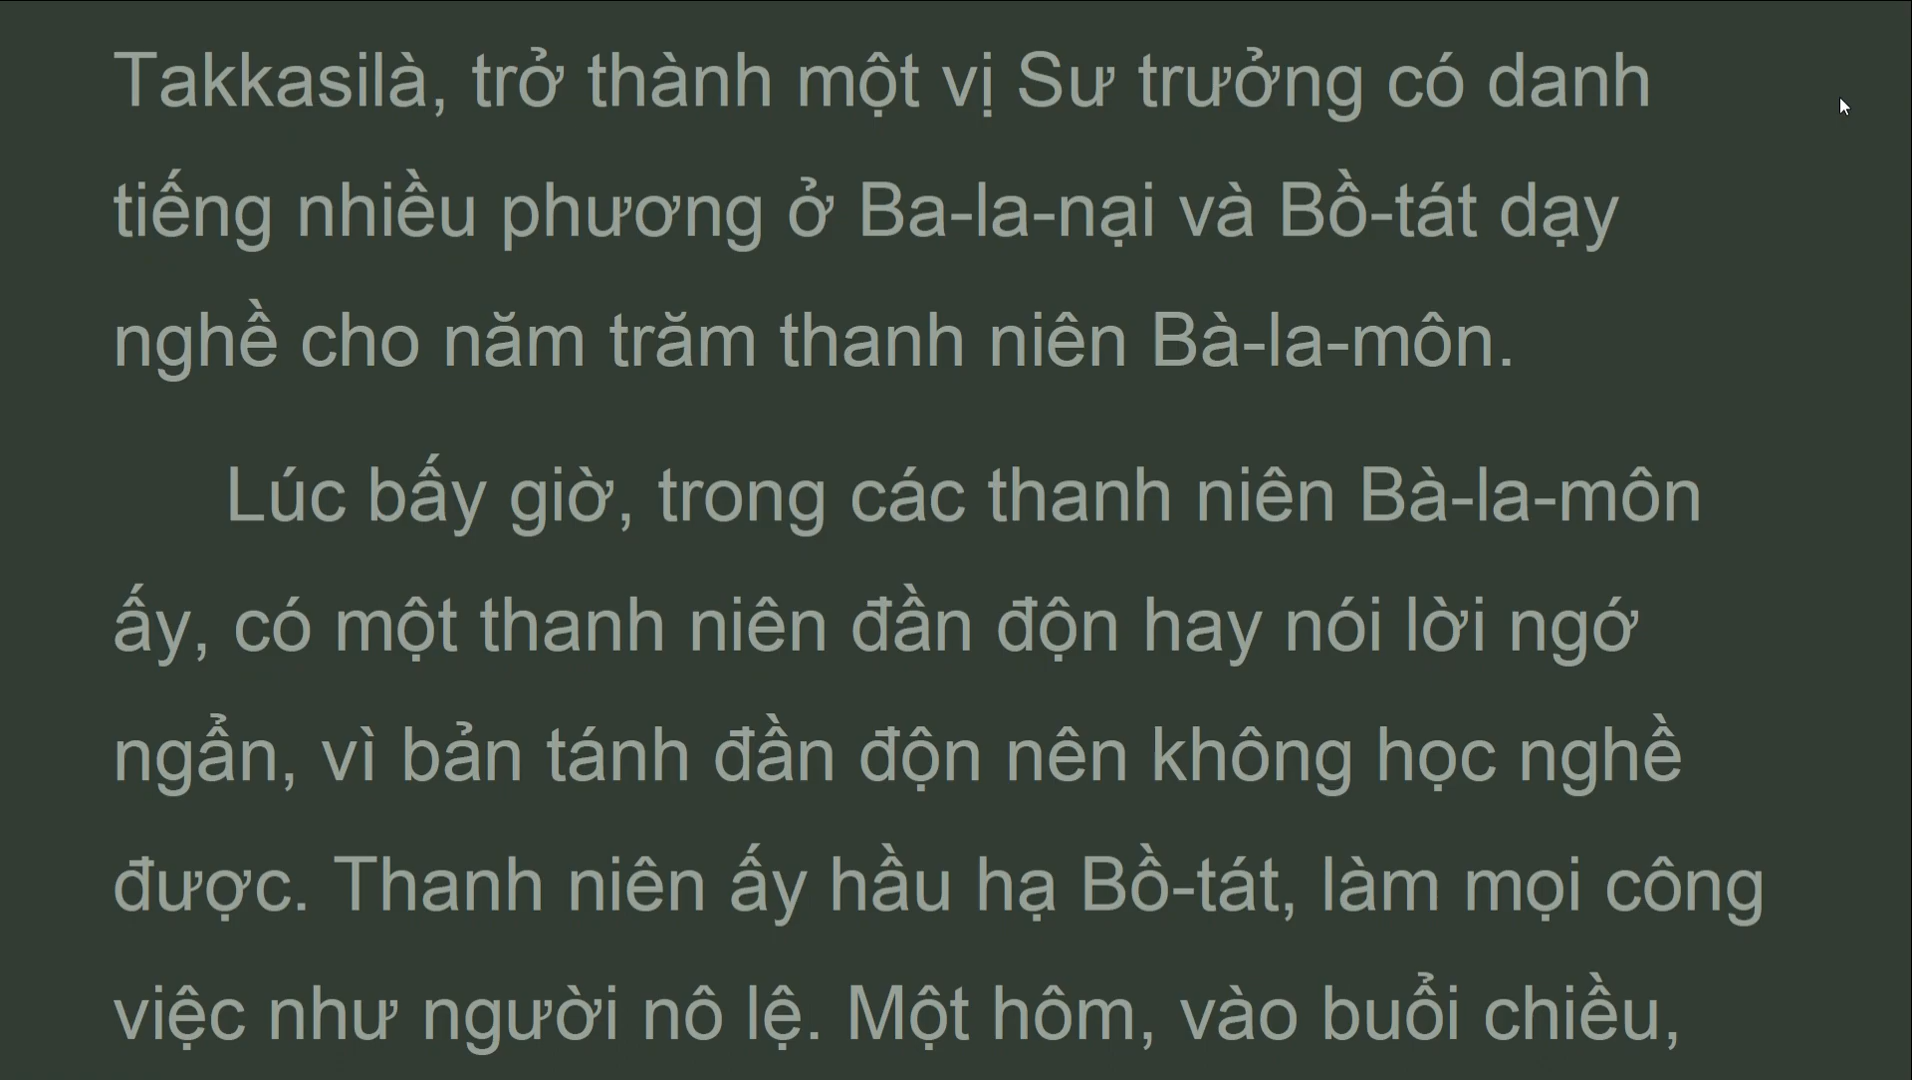 Takkasilà, trở thành một vị Sư trưởng có danh
tiếng nhiều phương ở Ba-la-nại và Bồ-tát dạy
nghề cho năm trăm thanh niên Bà-la-môn.
Lúc bấy giờ, trong các thanh niên Bà-la-môn
ấy, có một thanh niên đần độn hay nói lời ngớ
ngẩn, vì bản tánh đần độn nên không học nghề
được. Thanh niên ấy hầu hạ Bồ-tát, làm mọi công
việc như người nô lệ. Một hôm, vào buổi chiều,